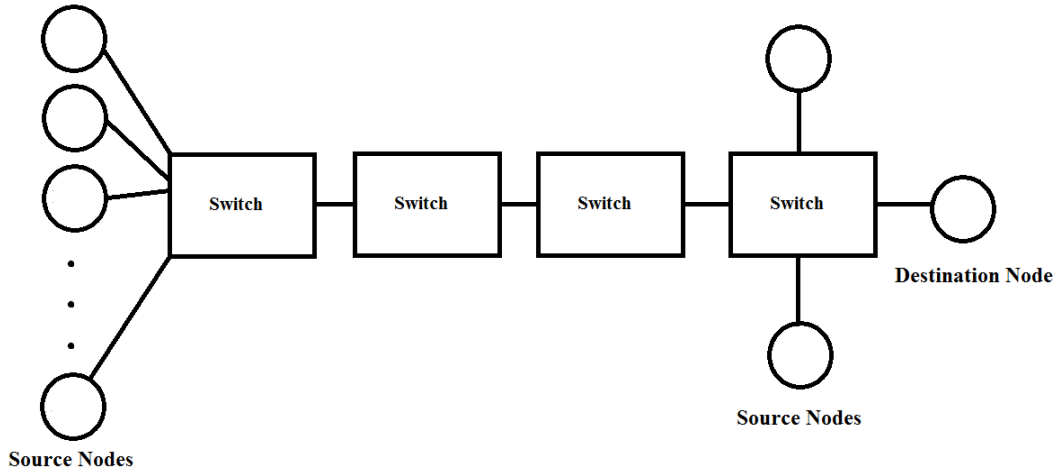 Switch
Switch
Switch
Switch
Destination Node
Source Nodes
Source Nodes